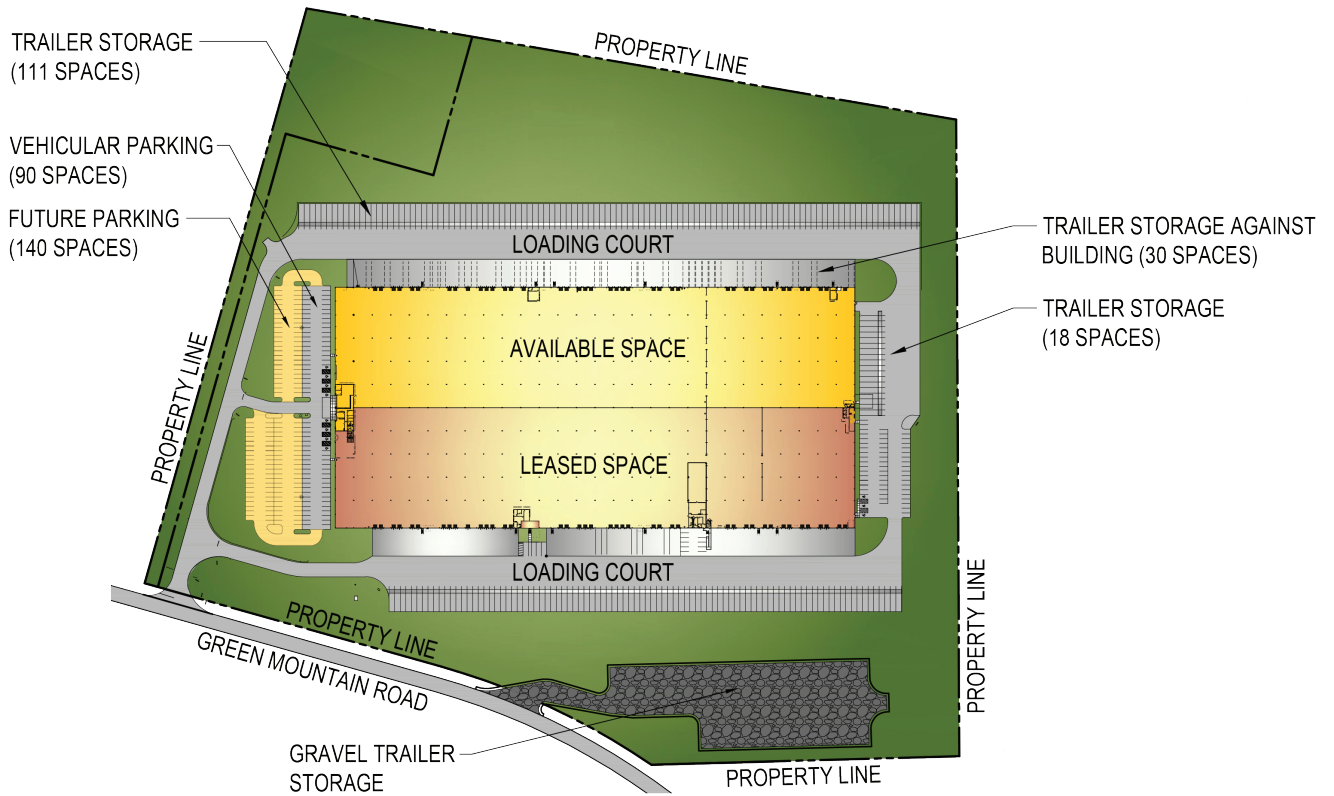 TRAILER STORAGE
(111 SPACES)
PROPERTY LINE
VEHICULAR PARKING
(90 SPACES)
FUTURE PARKING
(140 SPACES)
LOADING COURT
TRAILER STORAGE AGAINST
BUILDING (30 SPACES)
TRAILER STORAGE
(18 SPACES)
AVAILABLE SPACE
PROPERTY LINE
LEASED SPACE
LOADING COURT
PROPERTY LINE
PROPERTY LINE
GREEN MOUNTAIN ROAD
GRAVEL TRAILER
STORAGE
PROPERTY LINE